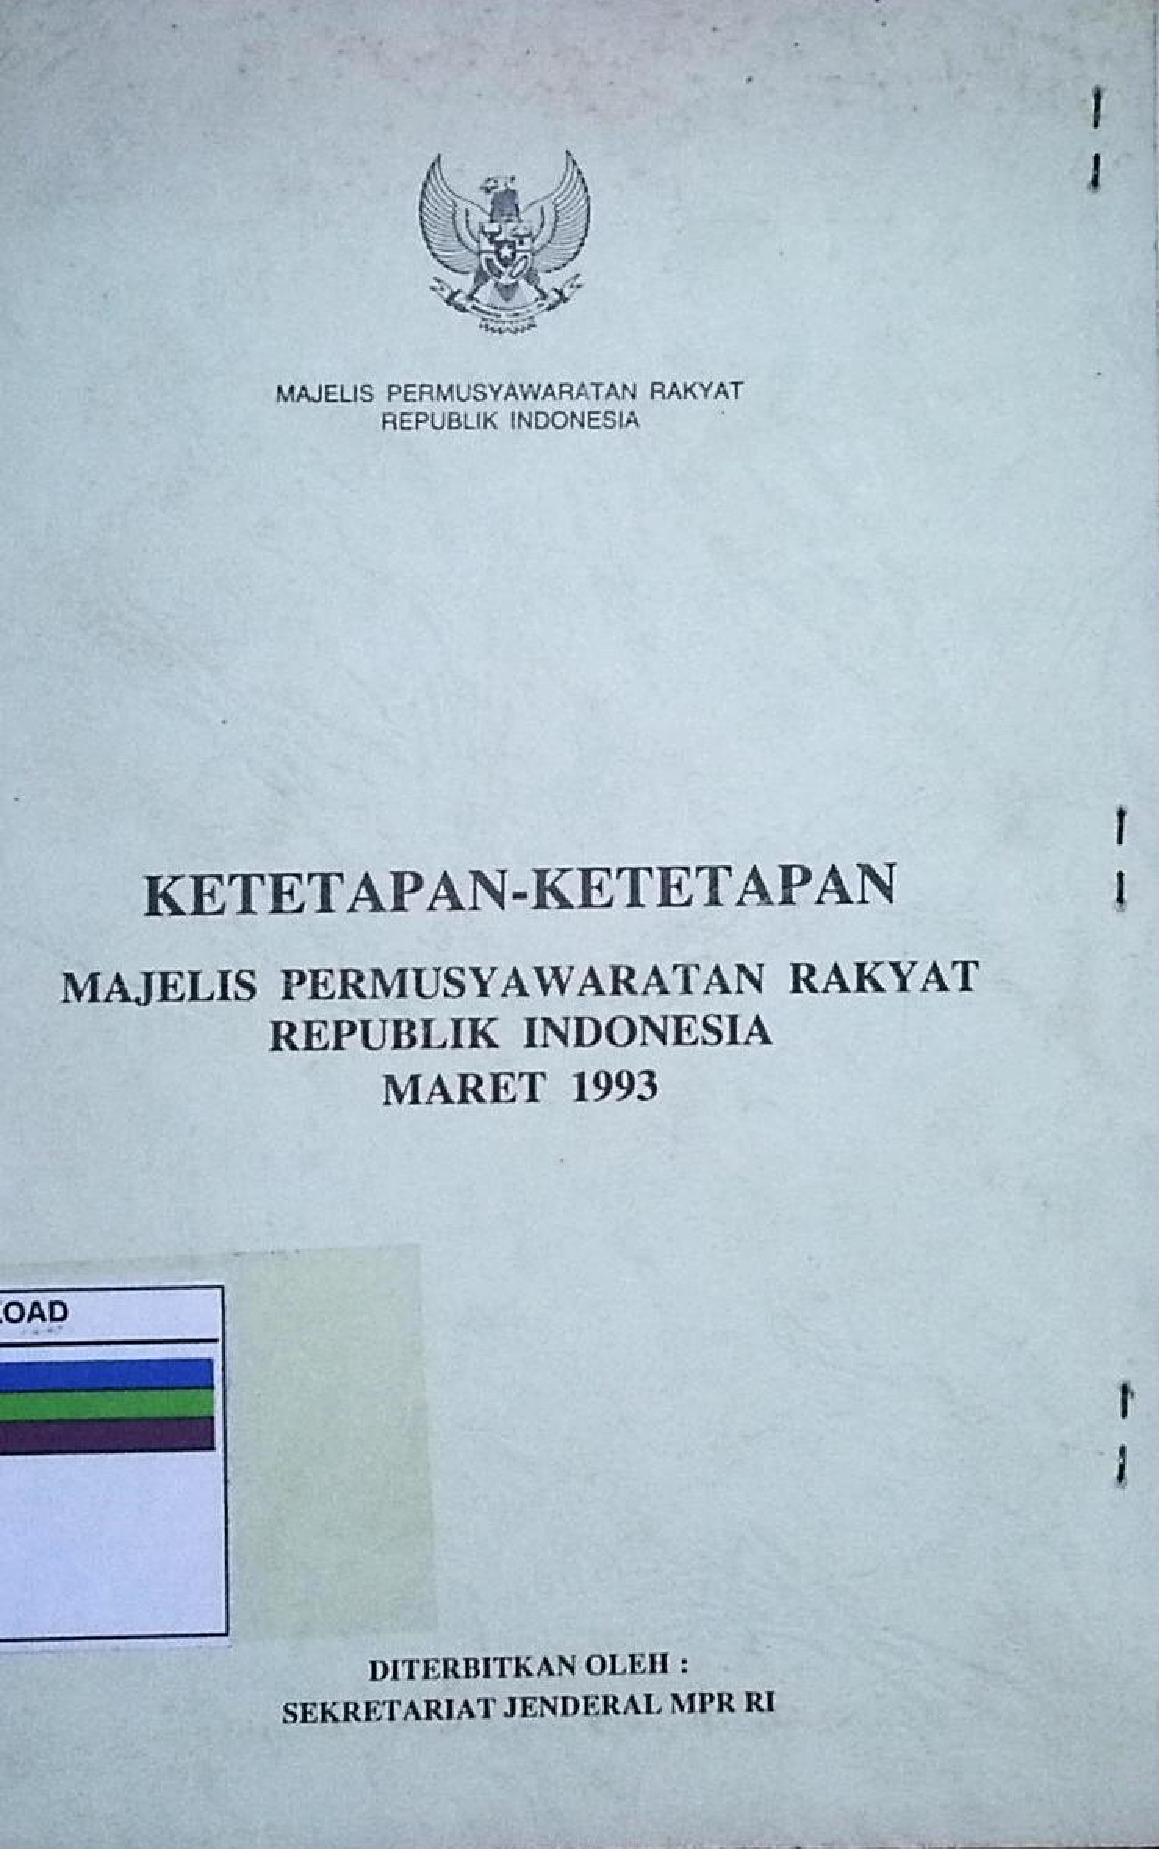 MAJELIS PERMUSYAWARATAN RAKYAT
REPUBLIK INDONESIA
KETETAPAN-KETETAPAN
MAJELIS PERMUSYAWARATAN RAKYAT
REPUBLIK INDONESIA
MARET 1993
OAD
DITERBITKAN OLEH :
SEKRETARIAT JENDERAL MPR RI